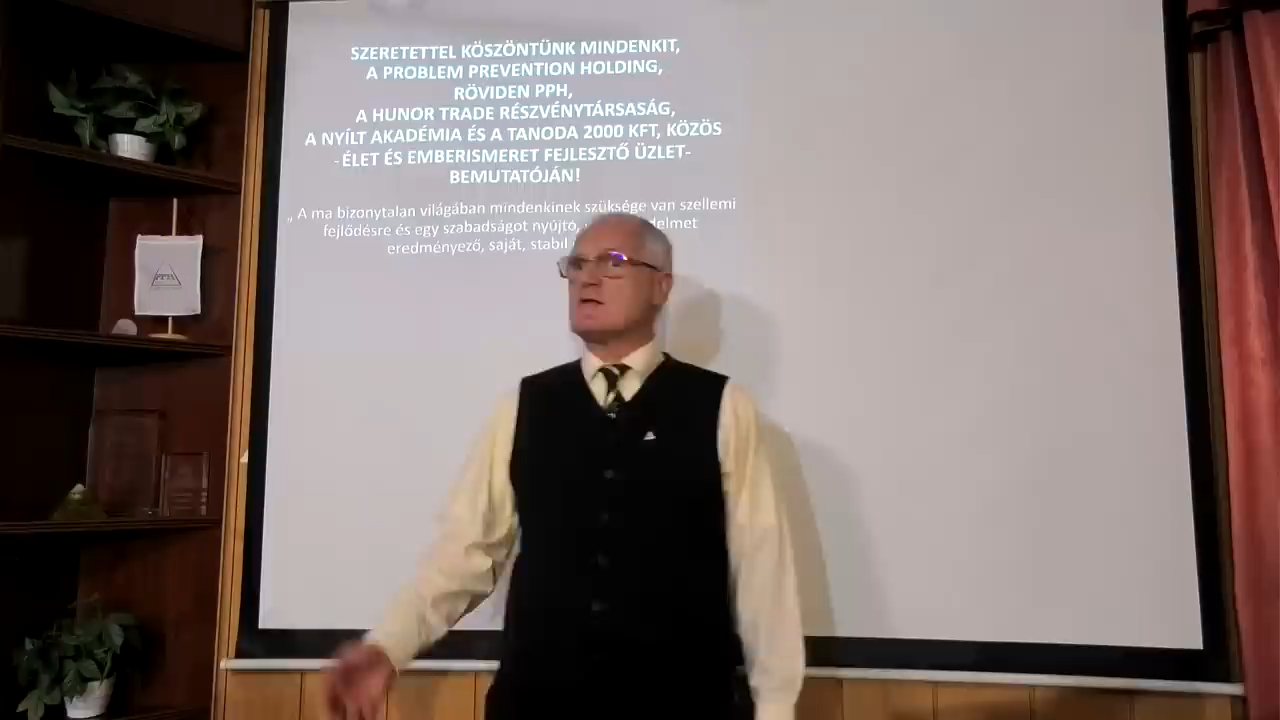 SZERETETTEL KÖSZÖNTÜNK MINDENKIT,
A PROBLEM PREVENTION HOLDING,
RÖVIDEN PPH,
A HUNOR TRADE RÉSZVÉNYTÁRSASÁG,
A NYÍLT AKADÉMIA ÉS A TANODA 2000 KFT, KÖZÖS
-ÉLET ÉS EMBERISMERET FEJLESZTŐ ÜZLET-
BEMUTATÓJÁN!
„ A ma bizonytalan világában mindenkinek szüksége van szellemi
fejlődésre és egy szabadságot nyújtó,
eredményező, saját, stabil